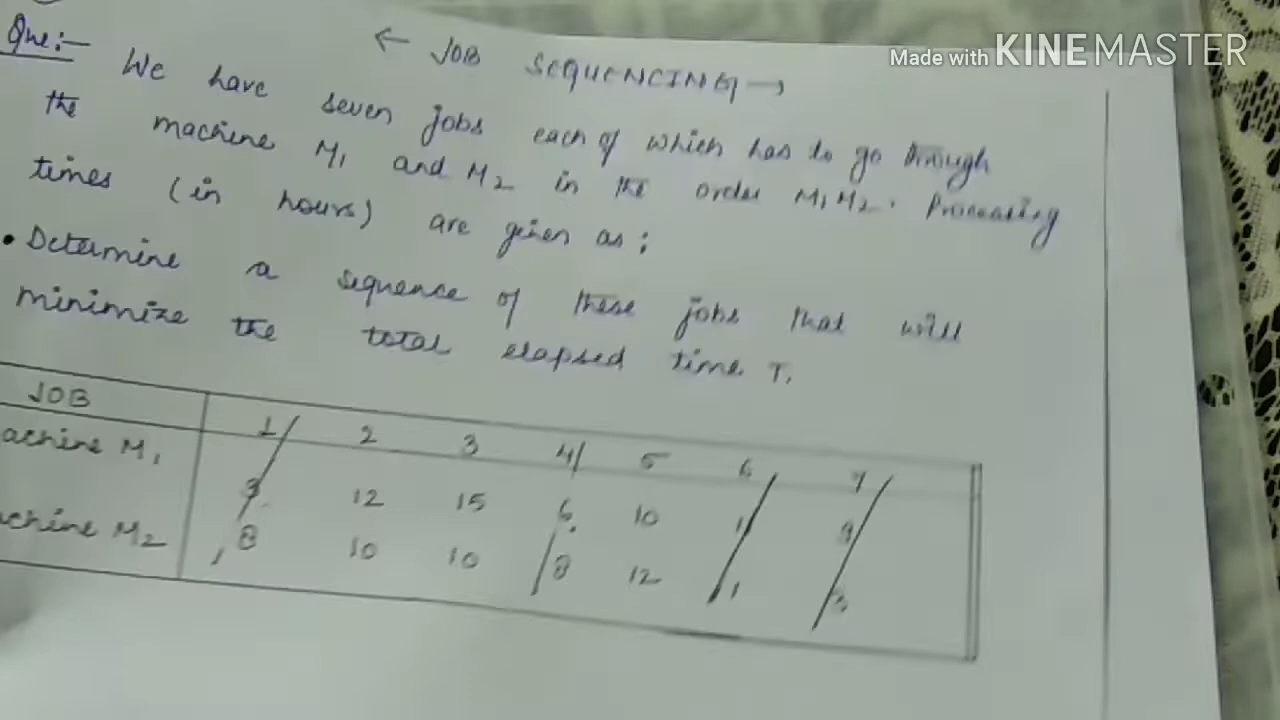 Made with KINEMASTER
Que:- ← JOB SEQUENCING →
We have seven jobs each of which has to go through
the machine M1 and M2 in the order M1M2. Processing
times (in hours) are given as:
• Determine a sequence of these jobs that will
minimize the total elapsed time T.
JOB 1 2 3 4 5 6 7
achine M1 3 12 15 6 10 1 9
chine M2 8 10 10 8 12 1 3